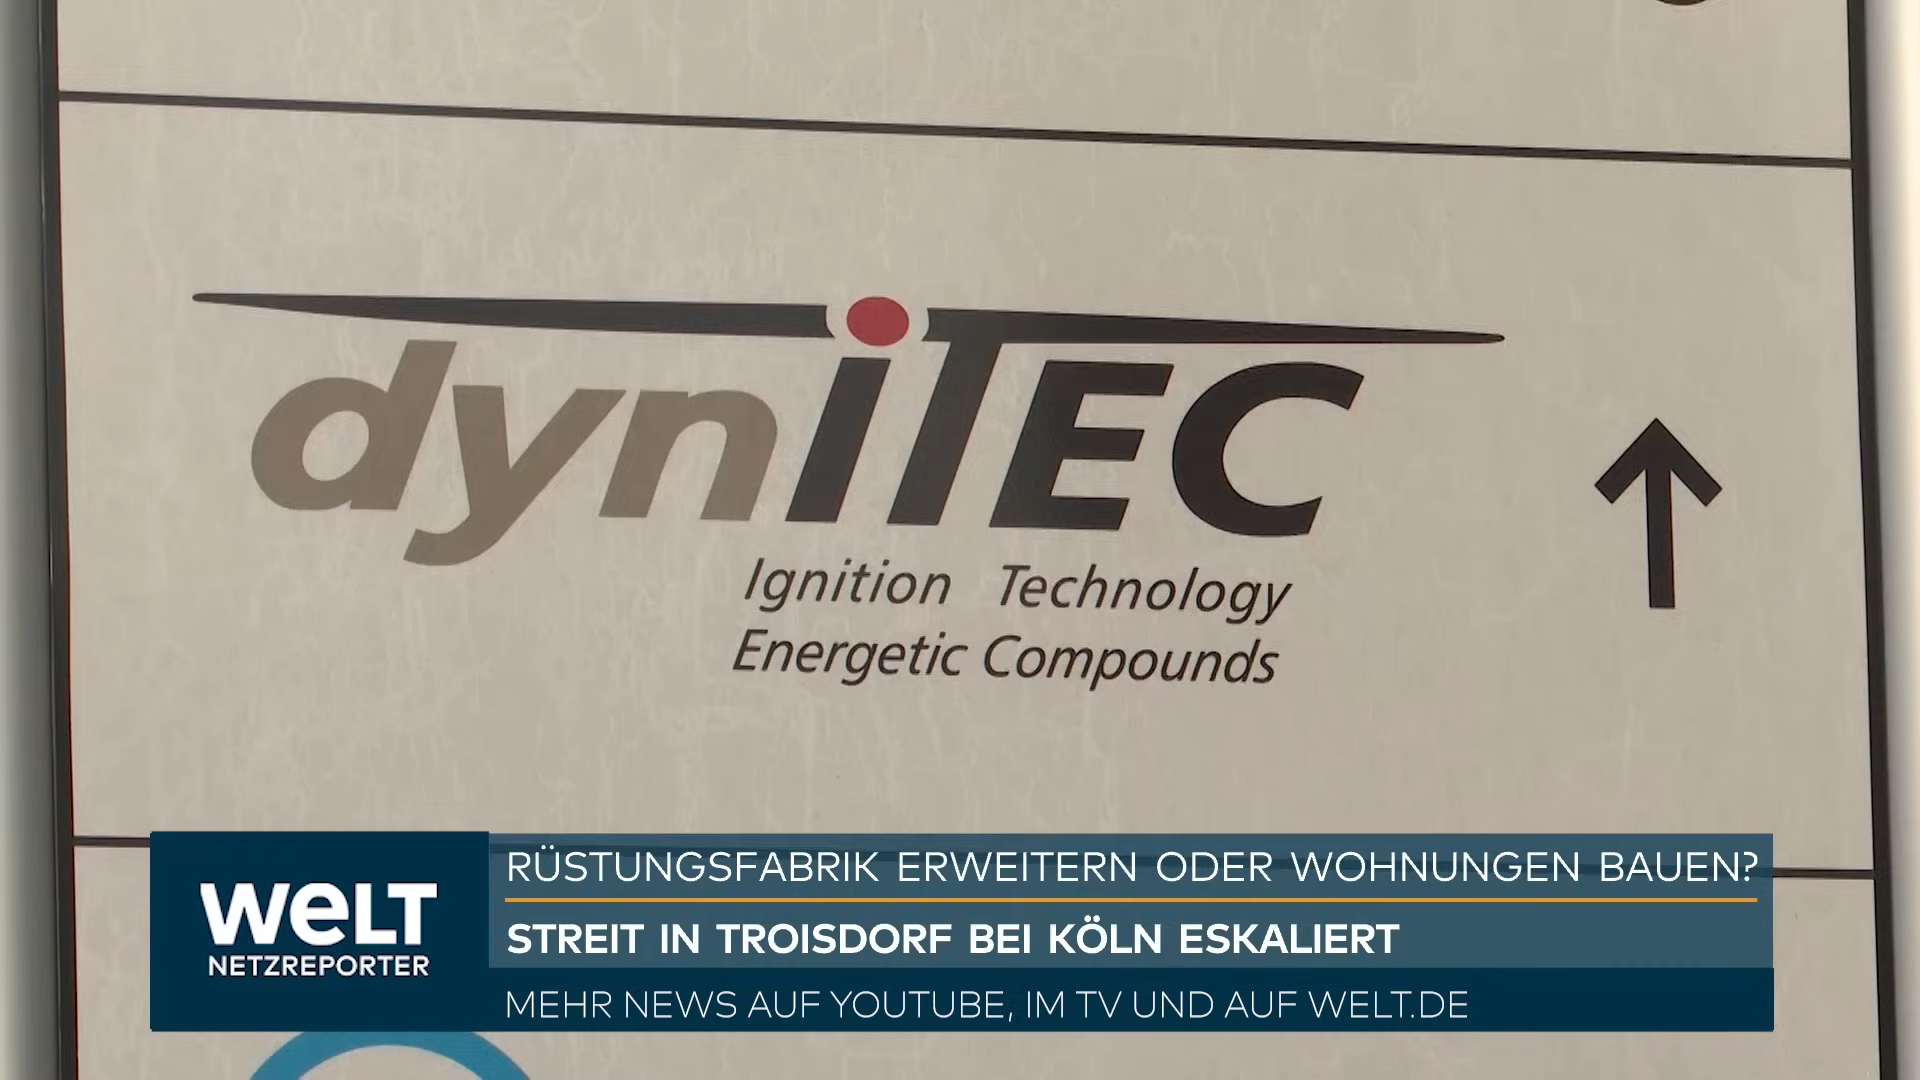 dyniTEC
Ignition Technology
Energetic Compounds
WELT
NETZREPORTER
RÜSTUNGSFABRIK ERWEITERN ODER WOHNUNGEN BAUEN?
STREIT IN TROISDORF BEI KÖLN ESKALIERT
MEHR NEWS AUF YOUTUBE, IM TV UND AUF WELT.DE